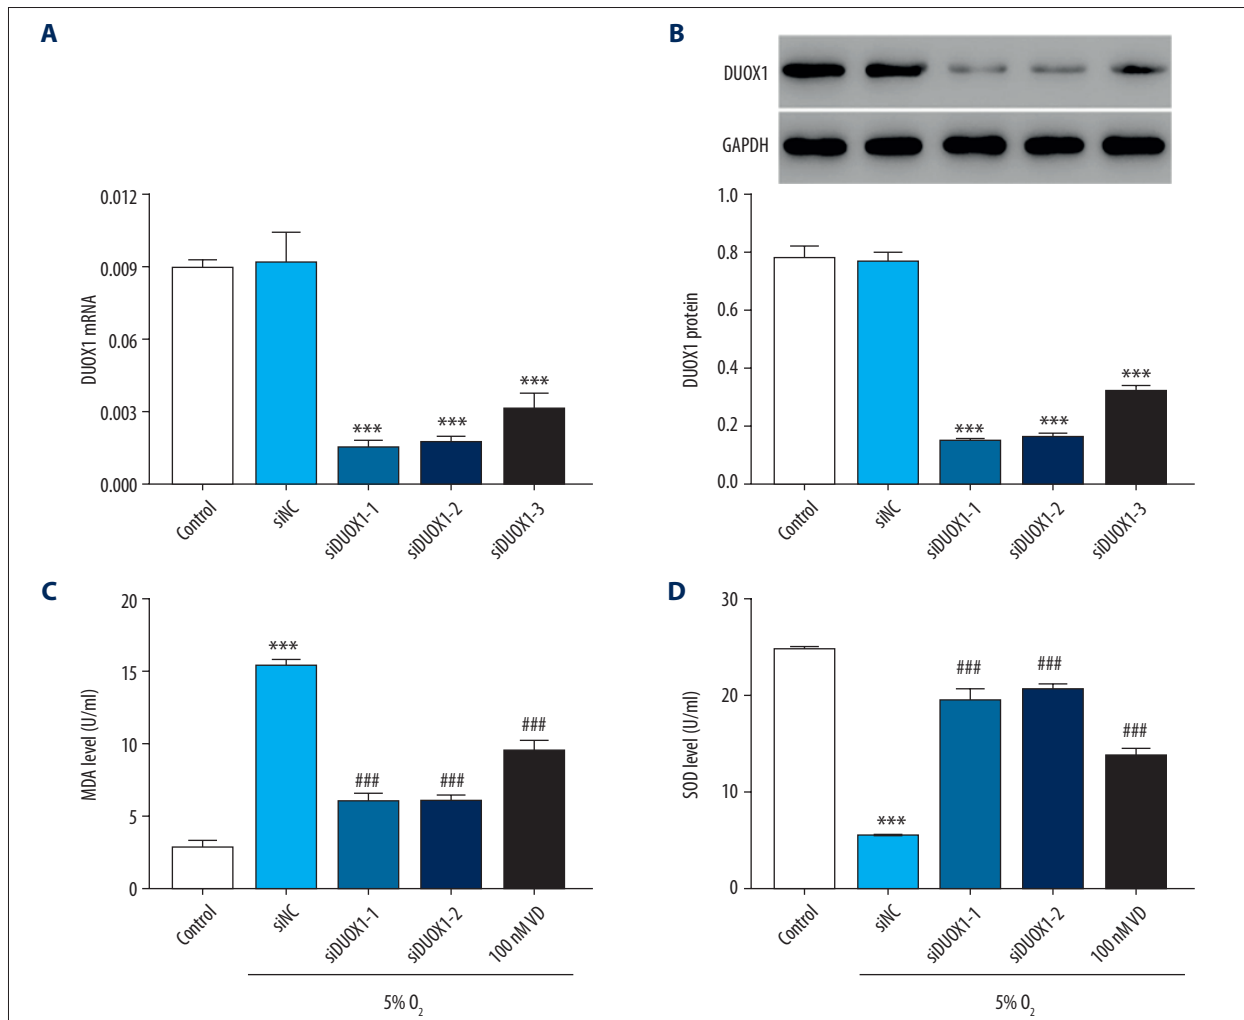 A
0.012
0.009
0.06
0.003
0.000
DUOX1 mRNA
***
***
***
Control
siNC
siDUOX1-1
siDUOX1-2
siDUOX1-3
B
DUOX1
GAPDH
1.0
0.8
0.6
0.4
0.2
0.0
DUOX1 protein
***
***
***
Control
siNC
siDUOX1-1
siDUOX1-2
siDUOX1-3
C
20
15
10
5
0
MDA level (U/ml)
***
###
###
###
Control
siNC
siDUOX1-1
siDUOX1-2
100 nM VD
5% O2
D
30
20
10
0
SOD level (U/ml)
***
###
###
###
Control
siNC
siDUOX1-1
siDUOX1-2
100 nM VD
5% O2